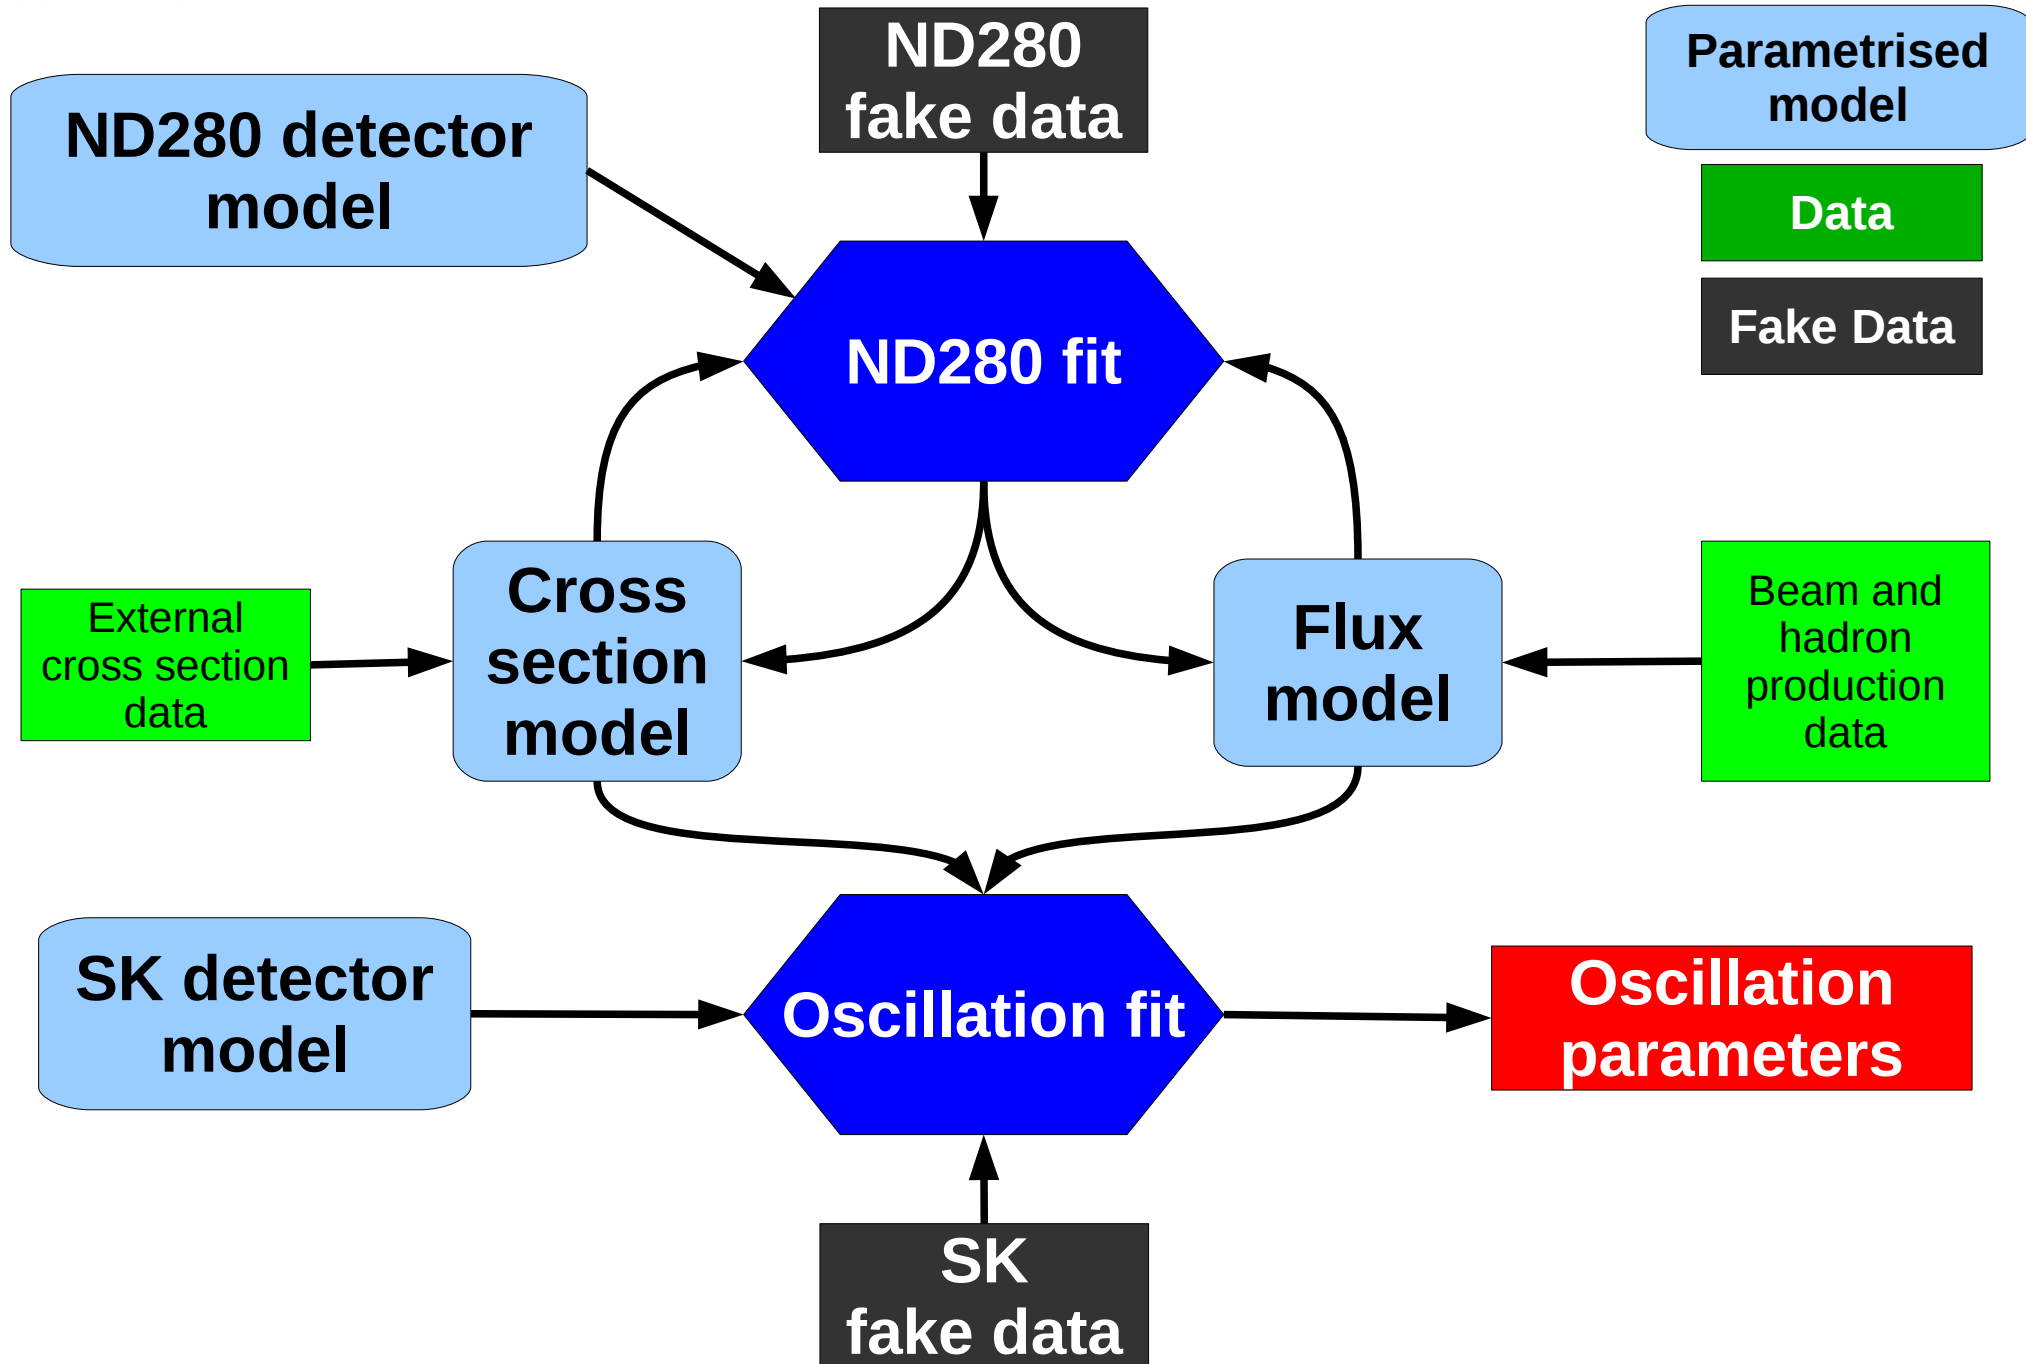 ND280
fake data
Parametrised
model
ND280 detector
model
Data
Fake Data
ND280 fit
External
cross section
data
Cross
section
model
Flux
model
Beam and
hadron
production
data
SK detector
model
Oscillation fit
Oscillation
parameters
SK
fake data